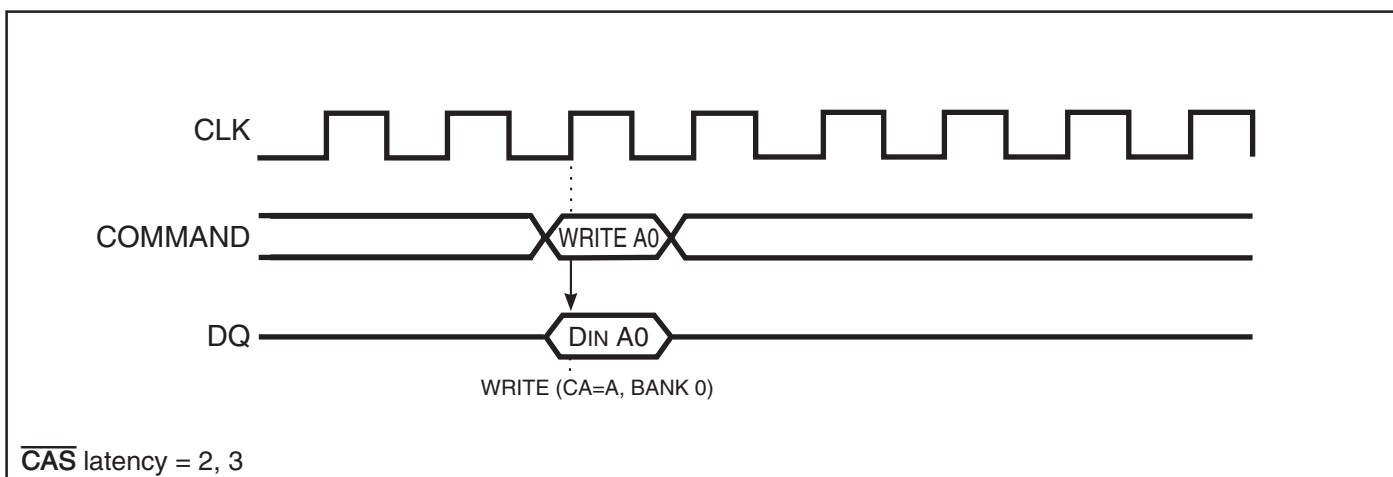 CLK
COMMAND
WRITE A0
DQ
DIN A0
WRITE (CA=A, BANK 0)
CAS latency = 2, 3